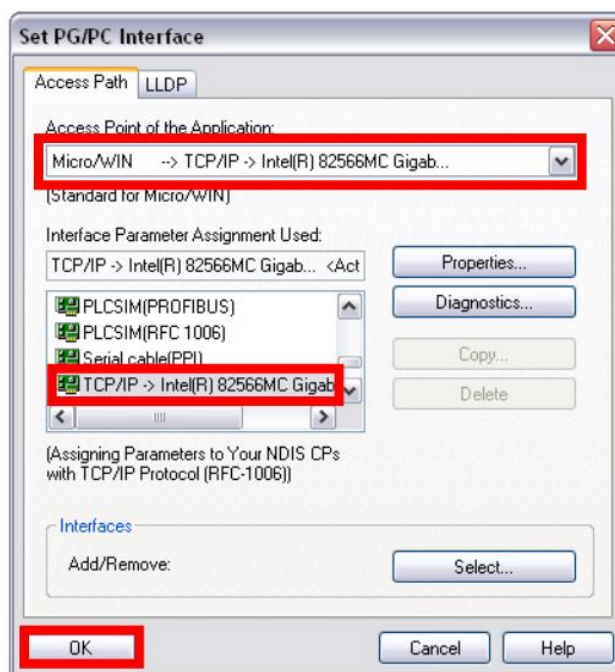 Set PG/PC Interface
Access Path
LLDP
Access Point of the Application:
Micro/WIN --> TCP/IP -> Intel(R) 82566MC Gigab...
(Standard for Micro/WIN)
Interface Parameter Assignment Used:
TCP/IP -> Intel(R) 82566MC Gigab... <Act
Properties...
Diagnostics...
Copy...
Delete
PLCSIM(PROFIBUS)
PLCSIM(RFC 1006)
Serial cable(PPI)
TCP/IP -> Intel(R) 82566MC Gigab
(Assigning Parameters to Your NDIS CPs
with TCP/IP Protocol (RFC-1006))
Interfaces
Add/Remove:
Select...
OK
Cancel
Help